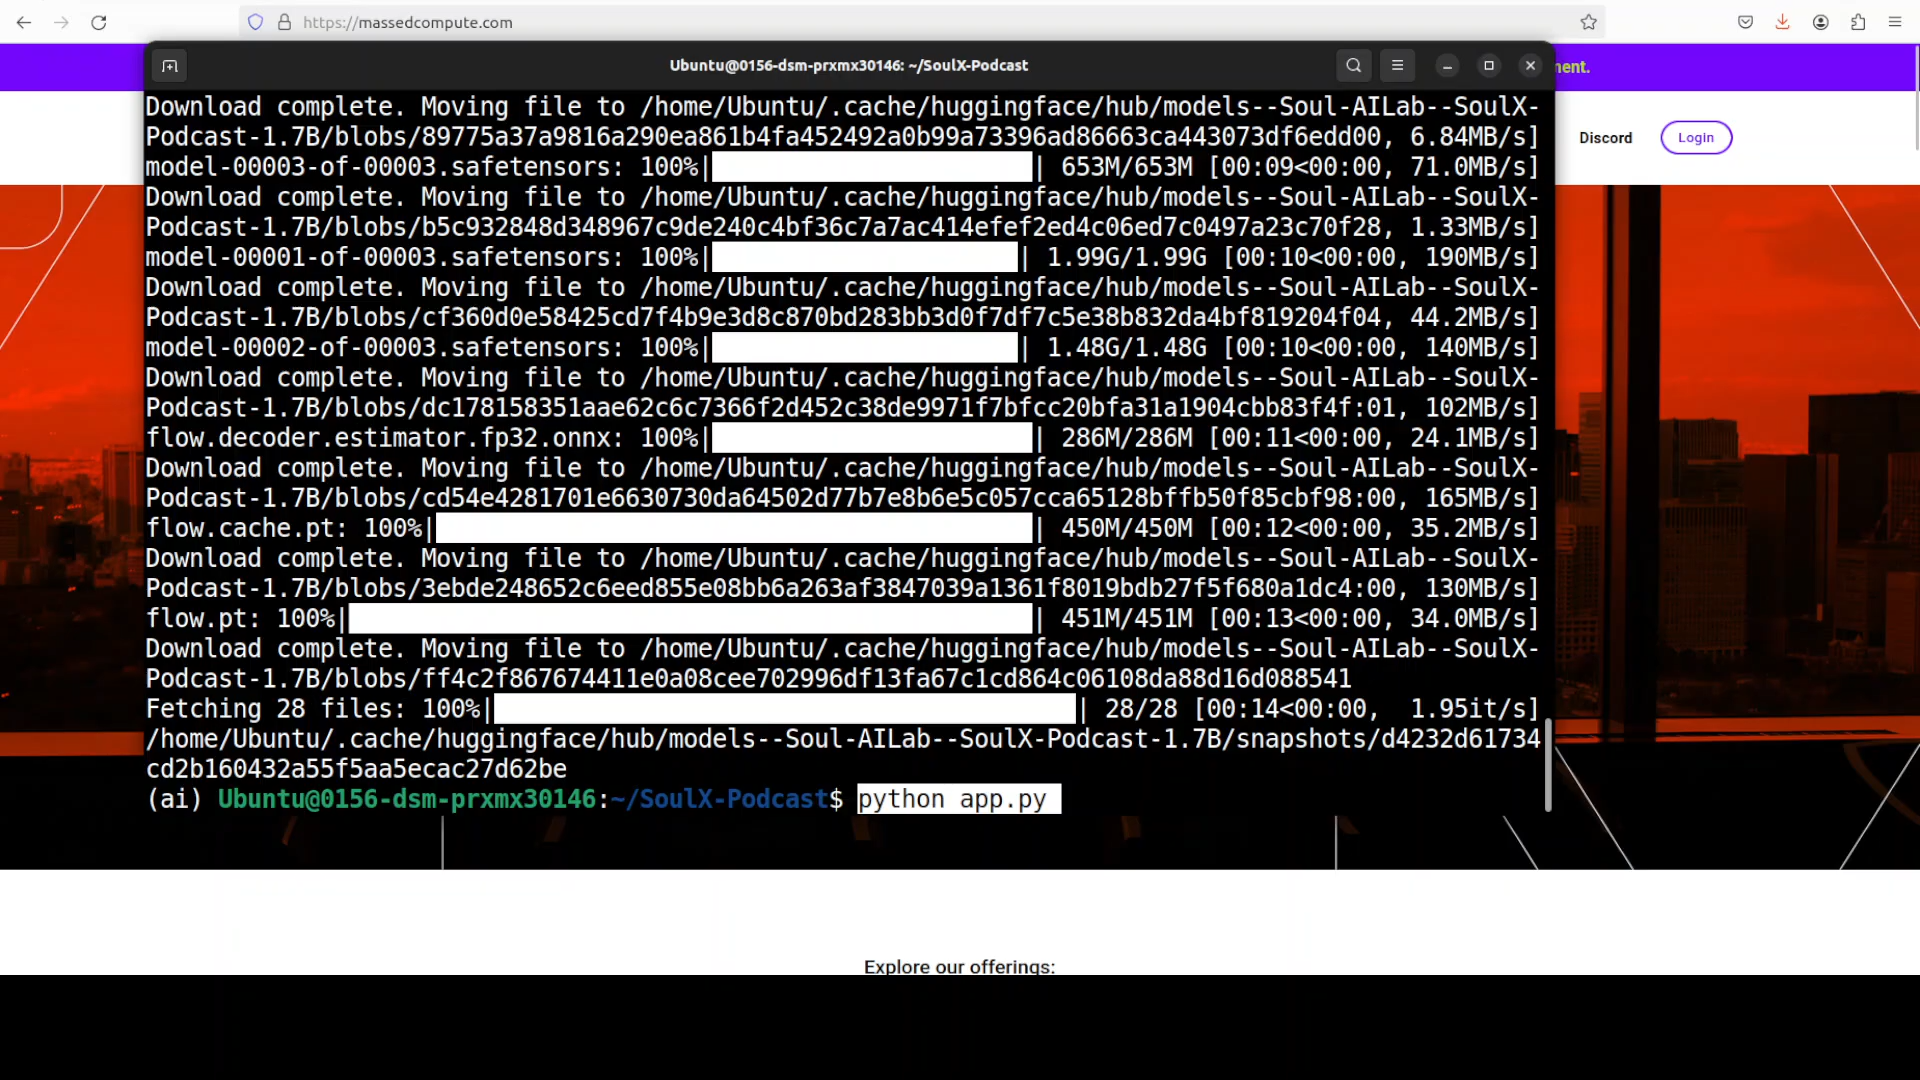 https://massedcompute.com
Ubuntu@0156-dsm-prxmx30146: ~/SoulX-Podcast
nent.
Discord
Login
Download complete. Moving file to /home/Ubuntu/.cache/huggingface/hub/models--Soul-AILab--SoulX-
Podcast-1.7B/blobs/89775a37a9816a290ea861b4fa452492a0b99a73396ad86663ca443073df6edd00, 6.84MB/s]
model-00003-of-00003.safetensors: 100%| | 653M/653M [00:09<00:00, 71.0MB/s]
Download complete. Moving file to /home/Ubuntu/.cache/huggingface/hub/models--Soul-AILab--SoulX-
Podcast-1.7B/blobs/b5c932848d348967c9de240c4bf36c7a7ac414efef2ed4c06ed7c0497a23c70f28, 1.33MB/s]
model-00001-of-00003.safetensors: 100%| | 1.99G/1.99G [00:10<00:00, 190MB/s]
Download complete. Moving file to /home/Ubuntu/.cache/huggingface/hub/models--Soul-AILab--SoulX-
Podcast-1.7B/blobs/cf360d0e58425cd7f4b9e3d8c870bd283bb3d0f7df7c5e38b832da4bf819204f04, 44.2MB/s]
model-00002-of-00003.safetensors: 100%| | 1.48G/1.48G [00:10<00:00, 140MB/s]
Download complete. Moving file to /home/Ubuntu/.cache/huggingface/hub/models--Soul-AILab--SoulX-
Podcast-1.7B/blobs/dc178158351aae62c6c7366f2d452c38de9971f7bfcc20bfa31a1904cbb83f4f:01, 102MB/s]
flow.decoder.estimator.fp32.onnx: 100%| | 286M/286M [00:11<00:00, 24.1MB/s]
Download complete. Moving file to /home/Ubuntu/.cache/huggingface/hub/models--Soul-AILab--SoulX-
Podcast-1.7B/blobs/cd54e4281701e6630730da64502d77b7e8b6e5c057cca65128bffb50f85cbf98:00, 165MB/s]
flow.cache.pt: 100%| | 450M/450M [00:12<00:00, 35.2MB/s]
Download complete. Moving file to /home/Ubuntu/.cache/huggingface/hub/models--Soul-AILab--SoulX-
Podcast-1.7B/blobs/3ebde248652c6eed855e08bb6a263af3847039a1361f8019bdb27f5f680a1dc4:00, 130MB/s]
flow.pt: 100%| | 451M/451M [00:13<00:00, 34.0MB/s]
Download complete. Moving file to /home/Ubuntu/.cache/huggingface/hub/models--Soul-AILab--SoulX-
Podcast-1.7B/blobs/ff4c2f867674411e0a08cee702996df13fa67c1cd864c06108da88d16d088541
Fetching 28 files: 100%| | 28/28 [00:14<00:00, 1.95it/s]
/home/Ubuntu/.cache/huggingface/hub/models--Soul-AILab--SoulX-Podcast-1.7B/snapshots/d4232d61734
cd2b160432a55f5aa5ecac27d62be
(ai) Ubuntu@0156-dsm-prxmx30146:~/SoulX-Podcast$ python app.py
Explore our offerings: